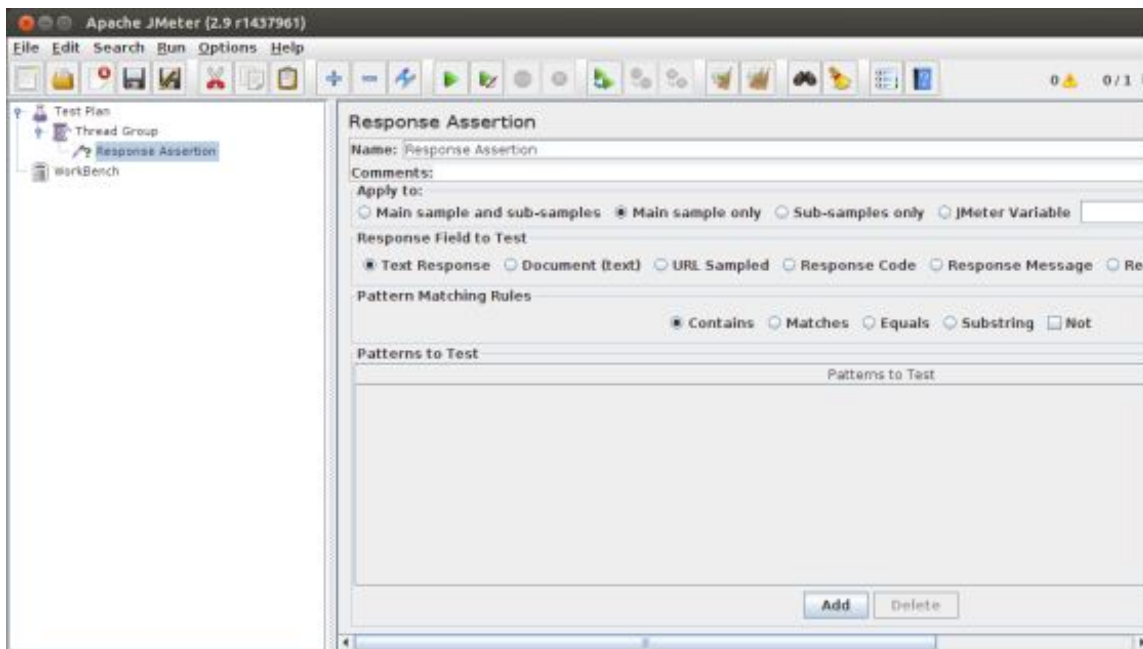 Apache JMeter (2.9 r1437961)
File Edit Search Run Options Help
0 0/1
Test Plan
Thread Group
Response Assertion
WorkBench
Response Assertion
Name: Response Assertion
Comments:
Apply to:
Main sample and sub-samples Main sample only Sub-samples only JMeter Variable
Response Field to Test
Text Response Document (text) URL Sampled Response Code Response Message Re
Pattern Matching Rules
Contains Matches Equals Substring Not
Patterns to Test
Patterns to Test
Add Delete